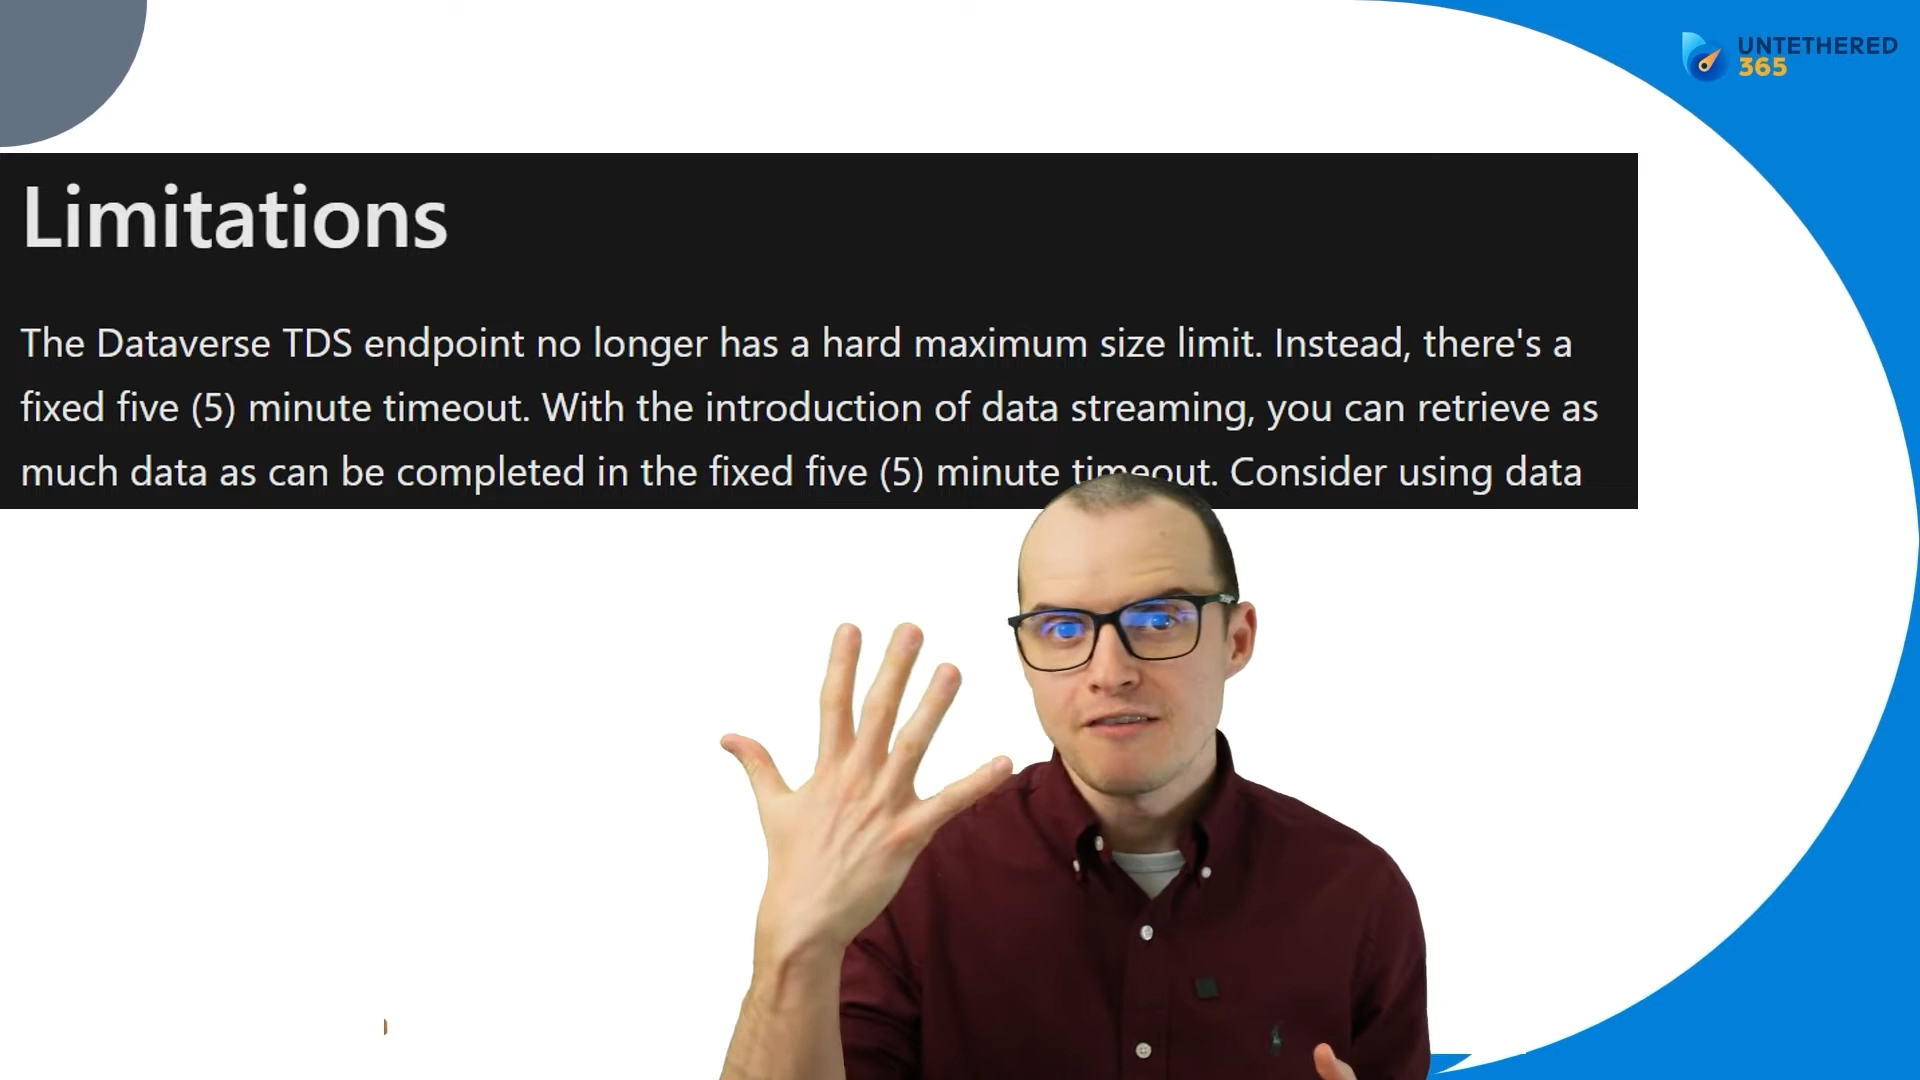 UNTETHERED
365
Limitations
The Dataverse TDS endpoint no longer has a hard maximum size limit. Instead, there's a
fixed five (5) minute timeout. With the introduction of data streaming, you can retrieve as
much data as can be completed in the fixed five (5) minute timeout. Consider using data